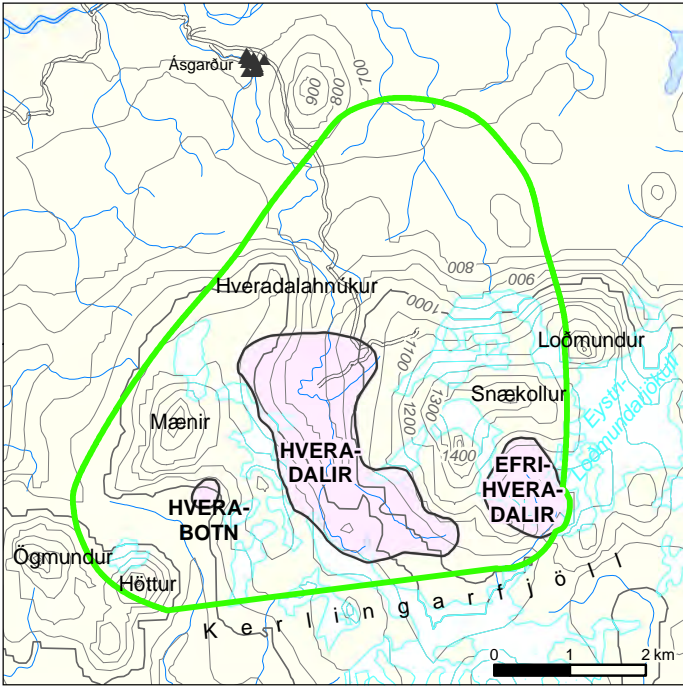 Ásgarður
700
800
900
800
900
Hveradalahnúkur
1000
Loðmundur
1100
Eystri-
Loðmundarjökull
Snækollur
1300
1200
Mænir
1400
HVERA-
DALIR
EFRI-
HVERA-
DALIR
HVERA-
BOTN
Ögmundur
Höttur
Kerlingarfjöll
0 1 2 km